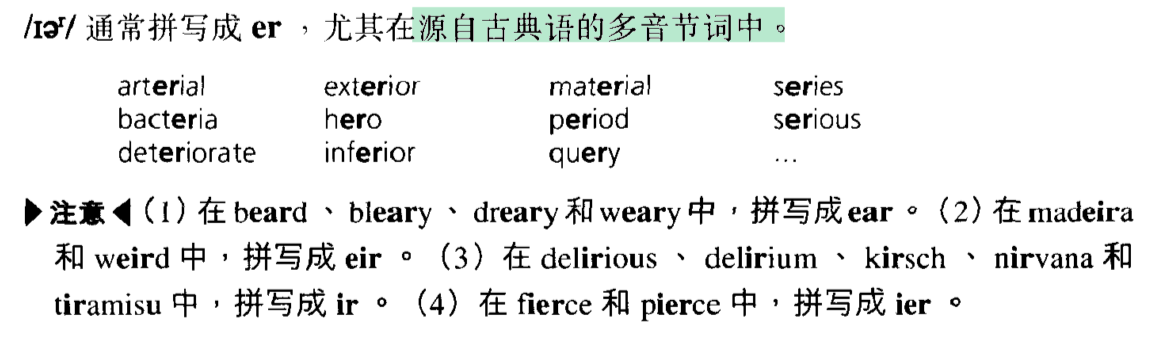 /ɪəʳ/ 通常拼写成 er ，尤其在源自古典语的多音节词中。
arterial exterior material series
bacteria hero period serious
deteriorate inferior query ...
▶注意◀（1）在 beard 、 bleary 、 dreary 和 weary 中，拼写成 ear 。（2）在 madeira
和 weird 中，拼写成 eir 。（3）在 delirious 、 delirium 、 kirsch 、 nirvana 和
tiramisu 中，拼写成 ir 。（4）在 fierce 和 pierce 中，拼写成 ier 。